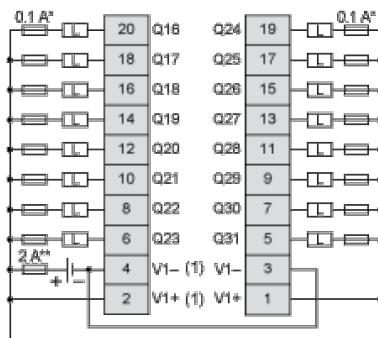 0.1 A* 20 Q16 Q24 19 0.1 A*
L 18 Q17 Q25 17 L
L 16 Q18 Q26 15 L
L 14 Q19 Q27 13 L
L 12 Q20 Q28 11 L
L 10 Q21 Q29 9 L
L 8 Q22 Q30 7 L
L 6 Q23 Q31 5 L
2 A** + − 4 V1− (1) V1− 3
2 V1+ (1) V1+ 1